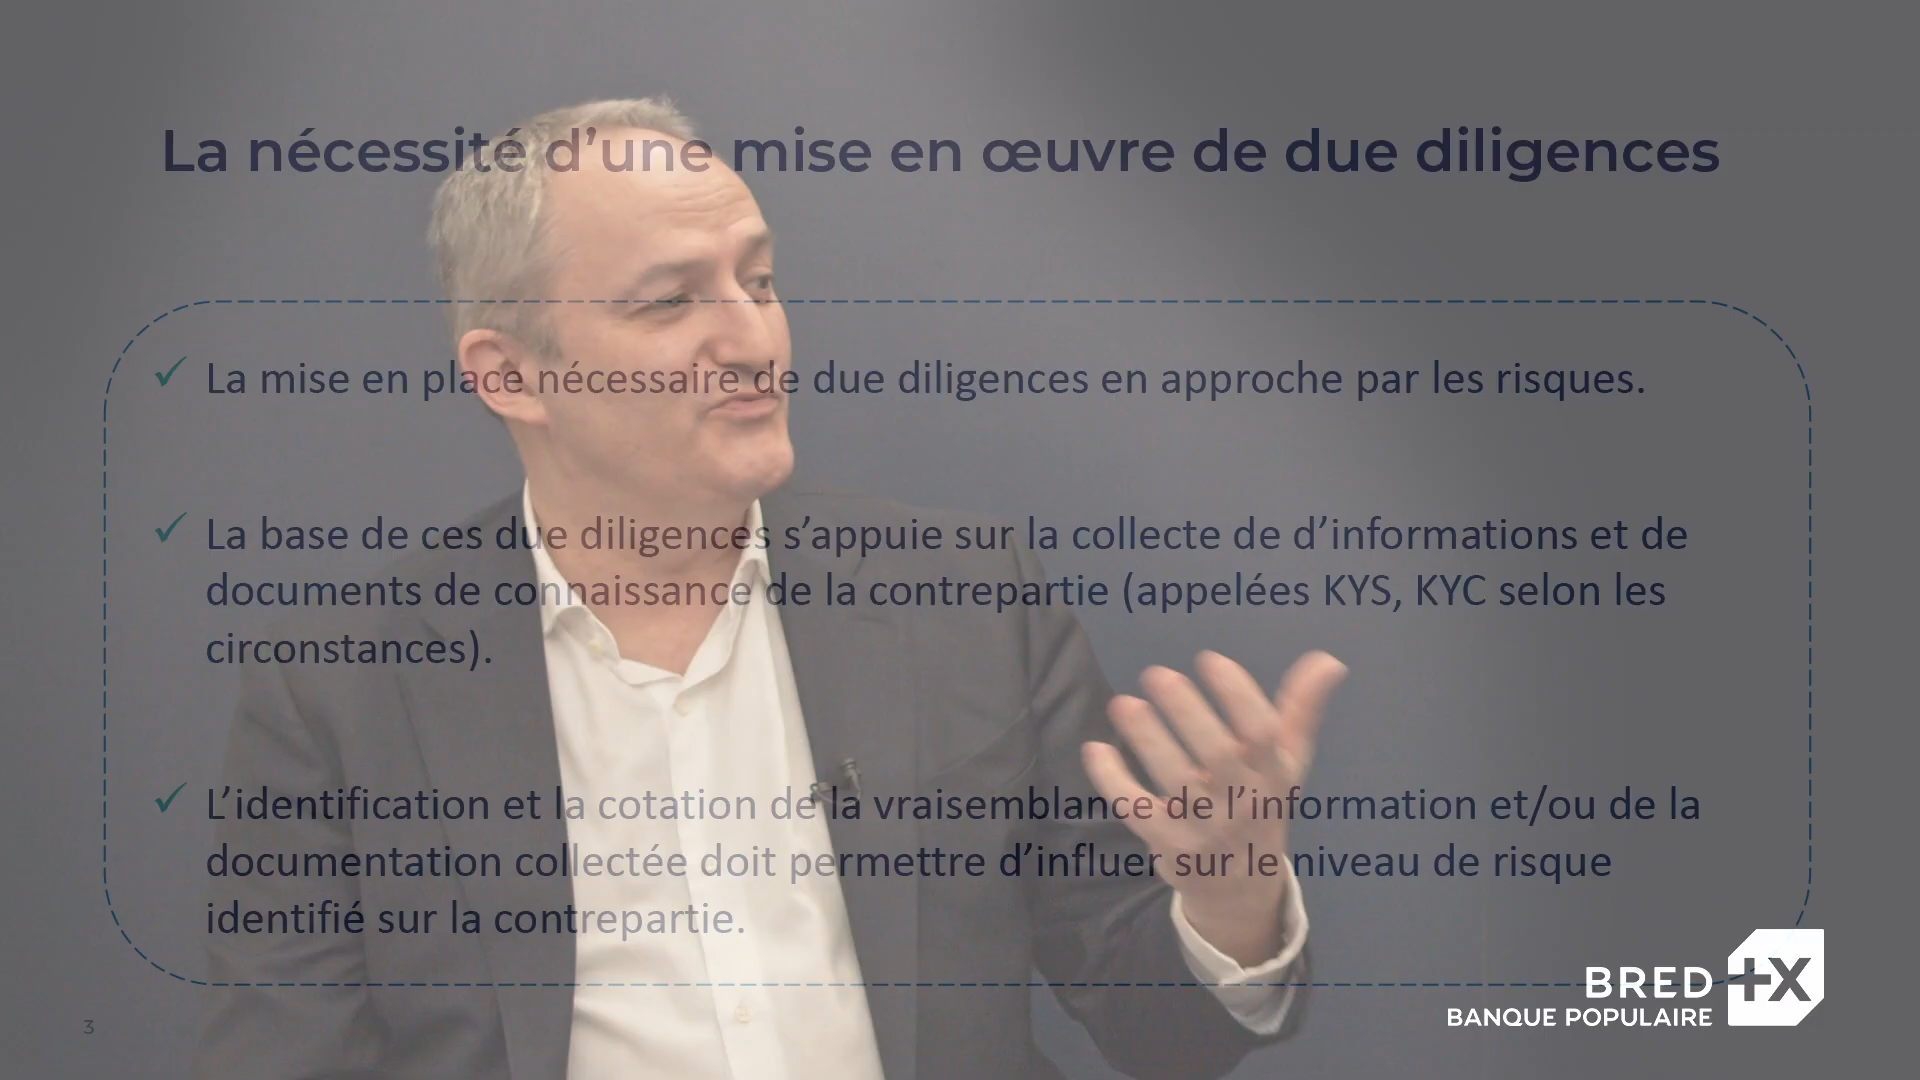 La nécessité d’une mise en œuvre de due diligences
✓ La mise en place nécessaire de due diligences en approche par les risques.
✓ La base de ces due diligences s’appuie sur la collecte de d’informations et de
documents de connaissance de la contrepartie (appelées KYS, KYC selon les
circonstances).
✓ L’identification et la cotation de la vraisemblance de l’information et/ou de la
documentation collectée doit permettre d’influer sur le niveau de risque
identifié sur la contrepartie.
3
BRED +X
BANQUE POPULAIRE